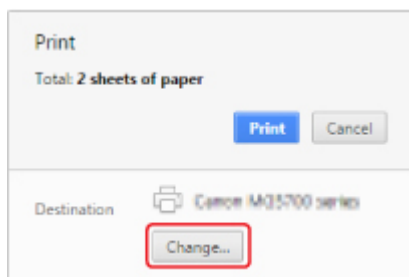 Print
Total: 2 sheets of paper
Print Cancel
Destination Canon series
Change...